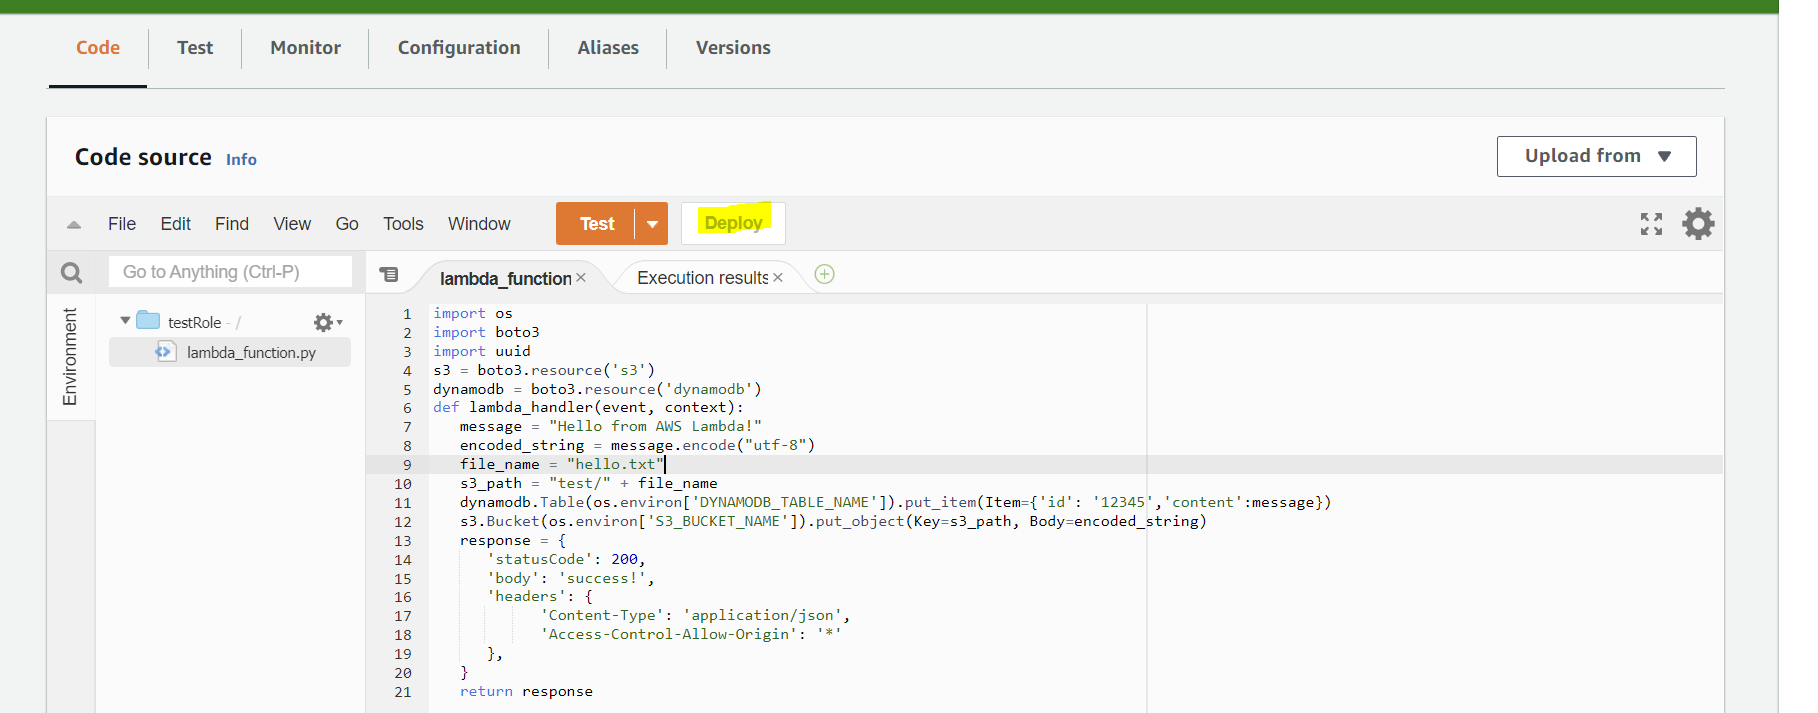 Code Test Monitor Configuration Aliases Versions
Code source Info
Upload from
File Edit Find View Go Tools Window Test Deploy
Go to Anything (Ctrl-P)
lambda_function
Execution results
Environment
testRole - /
lambda_function.py
1 import os
2 import boto3
3 import uuid
4 s3 = boto3.resource('s3')
5 dynamodb = boto3.resource('dynamodb')
6 def lambda_handler(event, context):
7    message = "Hello from AWS Lambda!"
8    encoded_string = message.encode("utf-8")
9    file_name = "hello.txt"
10    s3_path = "test/" + file_name
11    dynamodb.Table(os.environ['DYNAMODB_TABLE_NAME']).put_item(Item={'id': '12345','content':message})
12    s3.Bucket(os.environ['S3_BUCKET_NAME']).put_object(Key=s3_path, Body=encoded_string)
13    response = {
14       'statusCode': 200,
15       'body': 'success!',
16       'headers': {
17             'Content-Type': 'application/json',
18             'Access-Control-Allow-Origin': '*'
19       },
20    }
21    return response